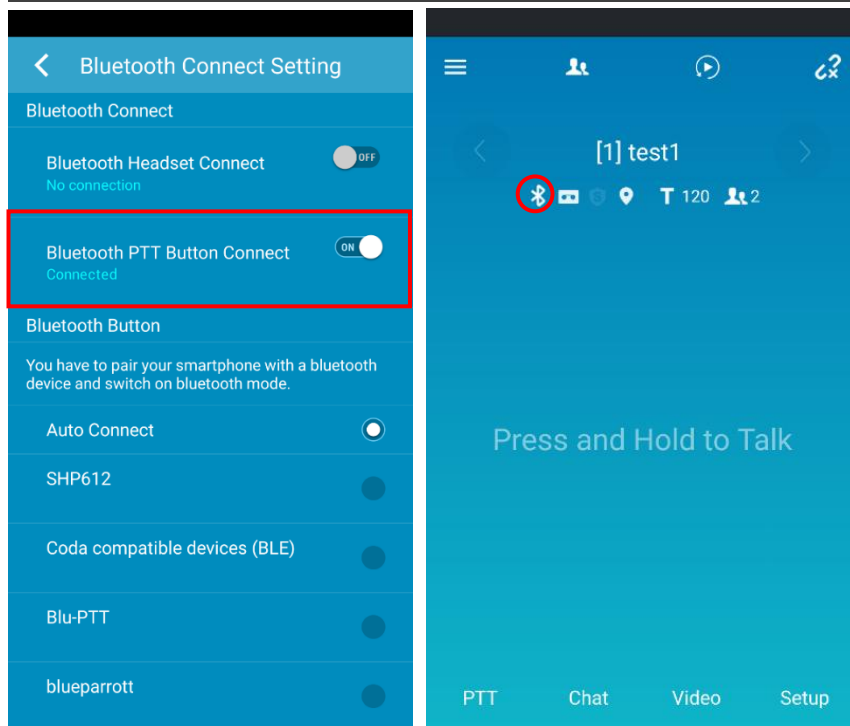 Bluetooth Connect Setting
Bluetooth Connect
Bluetooth Headset Connect
OFF
No connection
Bluetooth PTT Button Connect
ON
Connected
Bluetooth Button
You have to pair your smartphone with a bluetooth
device and switch on bluetooth mode.
Auto Connect
SHP612
Coda compatible devices (BLE)
Blu-PTT
blueparrott
[1] test1
T 120 2
Press and Hold to Talk
PTT Chat Video Setup